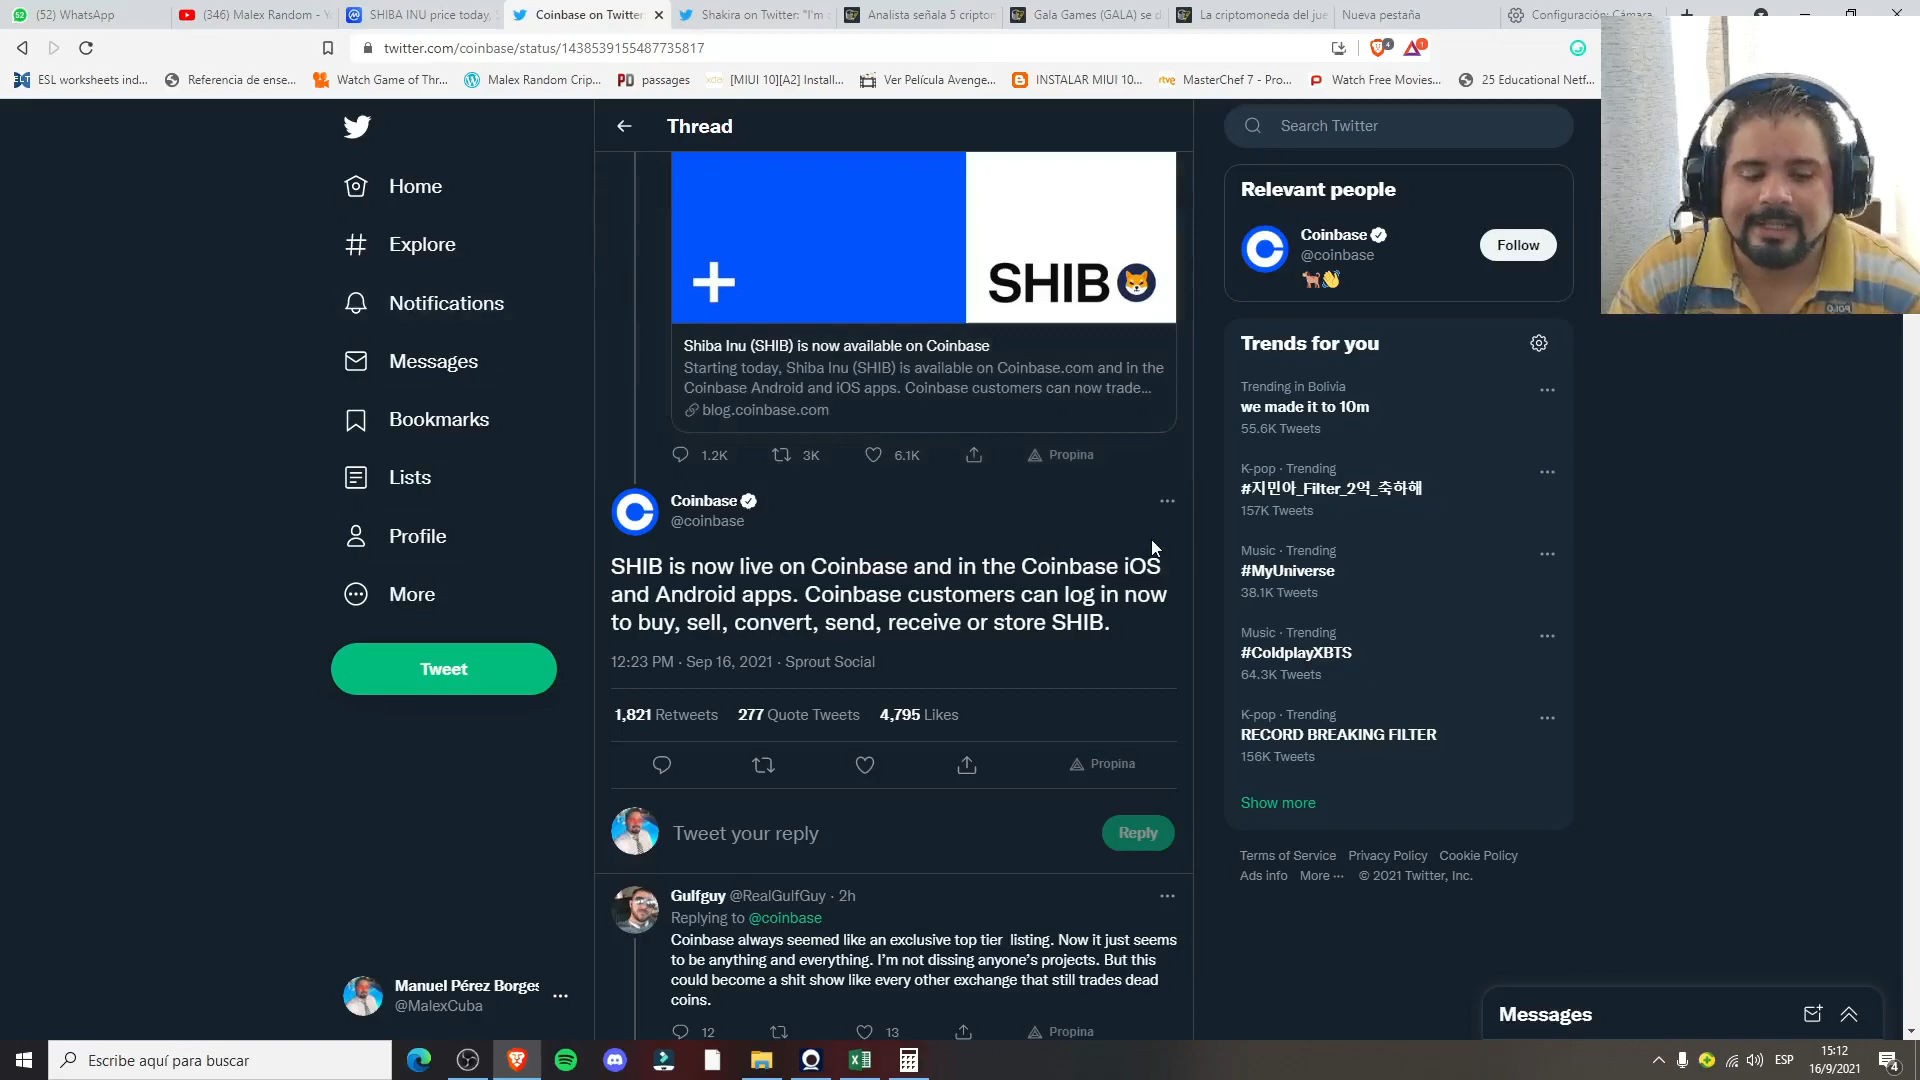 (52) WhatsApp
(346) Malex Random - Y
SHIBA INU price today,
Coinbase on Twitter
Shakira on Twitter: "I'm
Analista señala 5 cripton
Gala Games (GALA) se d
La criptomoneda del jue
Nueva pestaña
Configuración: Cámara
twitter.com/coinbase/status/1438539155487735817
4
1
ESL worksheets ind...
Referencia de ense...
Watch Game of Thr...
Malex Random Crip...
passages
[MIUI 10][A2] Install...
Ver Película Avenge...
INSTALAR MIUI 10...
MasterChef 7 - Pro...
Watch Free Movies...
25 Educational Netf...
Home
Explore
Notifications
Messages
Bookmarks
Lists
Profile
More
Tweet
Manuel Pérez Borges
@MalexCuba
Thread
SHIB
Shiba Inu (SHIB) is now available on Coinbase
Starting today, Shiba Inu (SHIB) is available on Coinbase.com and in the
Coinbase Android and iOS apps. Coinbase customers can now trade...
blog.coinbase.com
1.2K 3K 6.1K Propina
Coinbase
@coinbase
SHIB is now live on Coinbase and in the Coinbase iOS
and Android apps. Coinbase customers can log in now
to buy, sell, convert, send, receive or store SHIB.
12:23 PM · Sep 16, 2021 · Sprout Social
1,821 Retweets 277 Quote Tweets 4,795 Likes
Propina
Tweet your reply
Reply
Gulfguy @RealGulfGuy · 2h
Replying to @coinbase
Coinbase always seemed like an exclusive top tier listing. Now it just seems
to be anything and everything. I'm not dissing anyone's projects. But this
could become a shit show like every other exchange that still trades dead
coins.
12 13 Propina
Search Twitter
Relevant people
Coinbase
@coinbase
🐕👋
Follow
Trends for you
Trending in Bolivia
we made it to 10m
55.6K Tweets
K-pop · Trending
#지민아_Filter_2억_축하해
157K Tweets
Music · Trending
#MyUniverse
38.1K Tweets
Music · Trending
#ColdplayXBTS
64.3K Tweets
K-pop · Trending
RECORD BREAKING FILTER
156K Tweets
Show more
Terms of Service Privacy Policy Cookie Policy
Ads info More ··· © 2021 Twitter, Inc.
Messages
Escribe aquí para buscar
ESP
15:12
16/9/2021
4